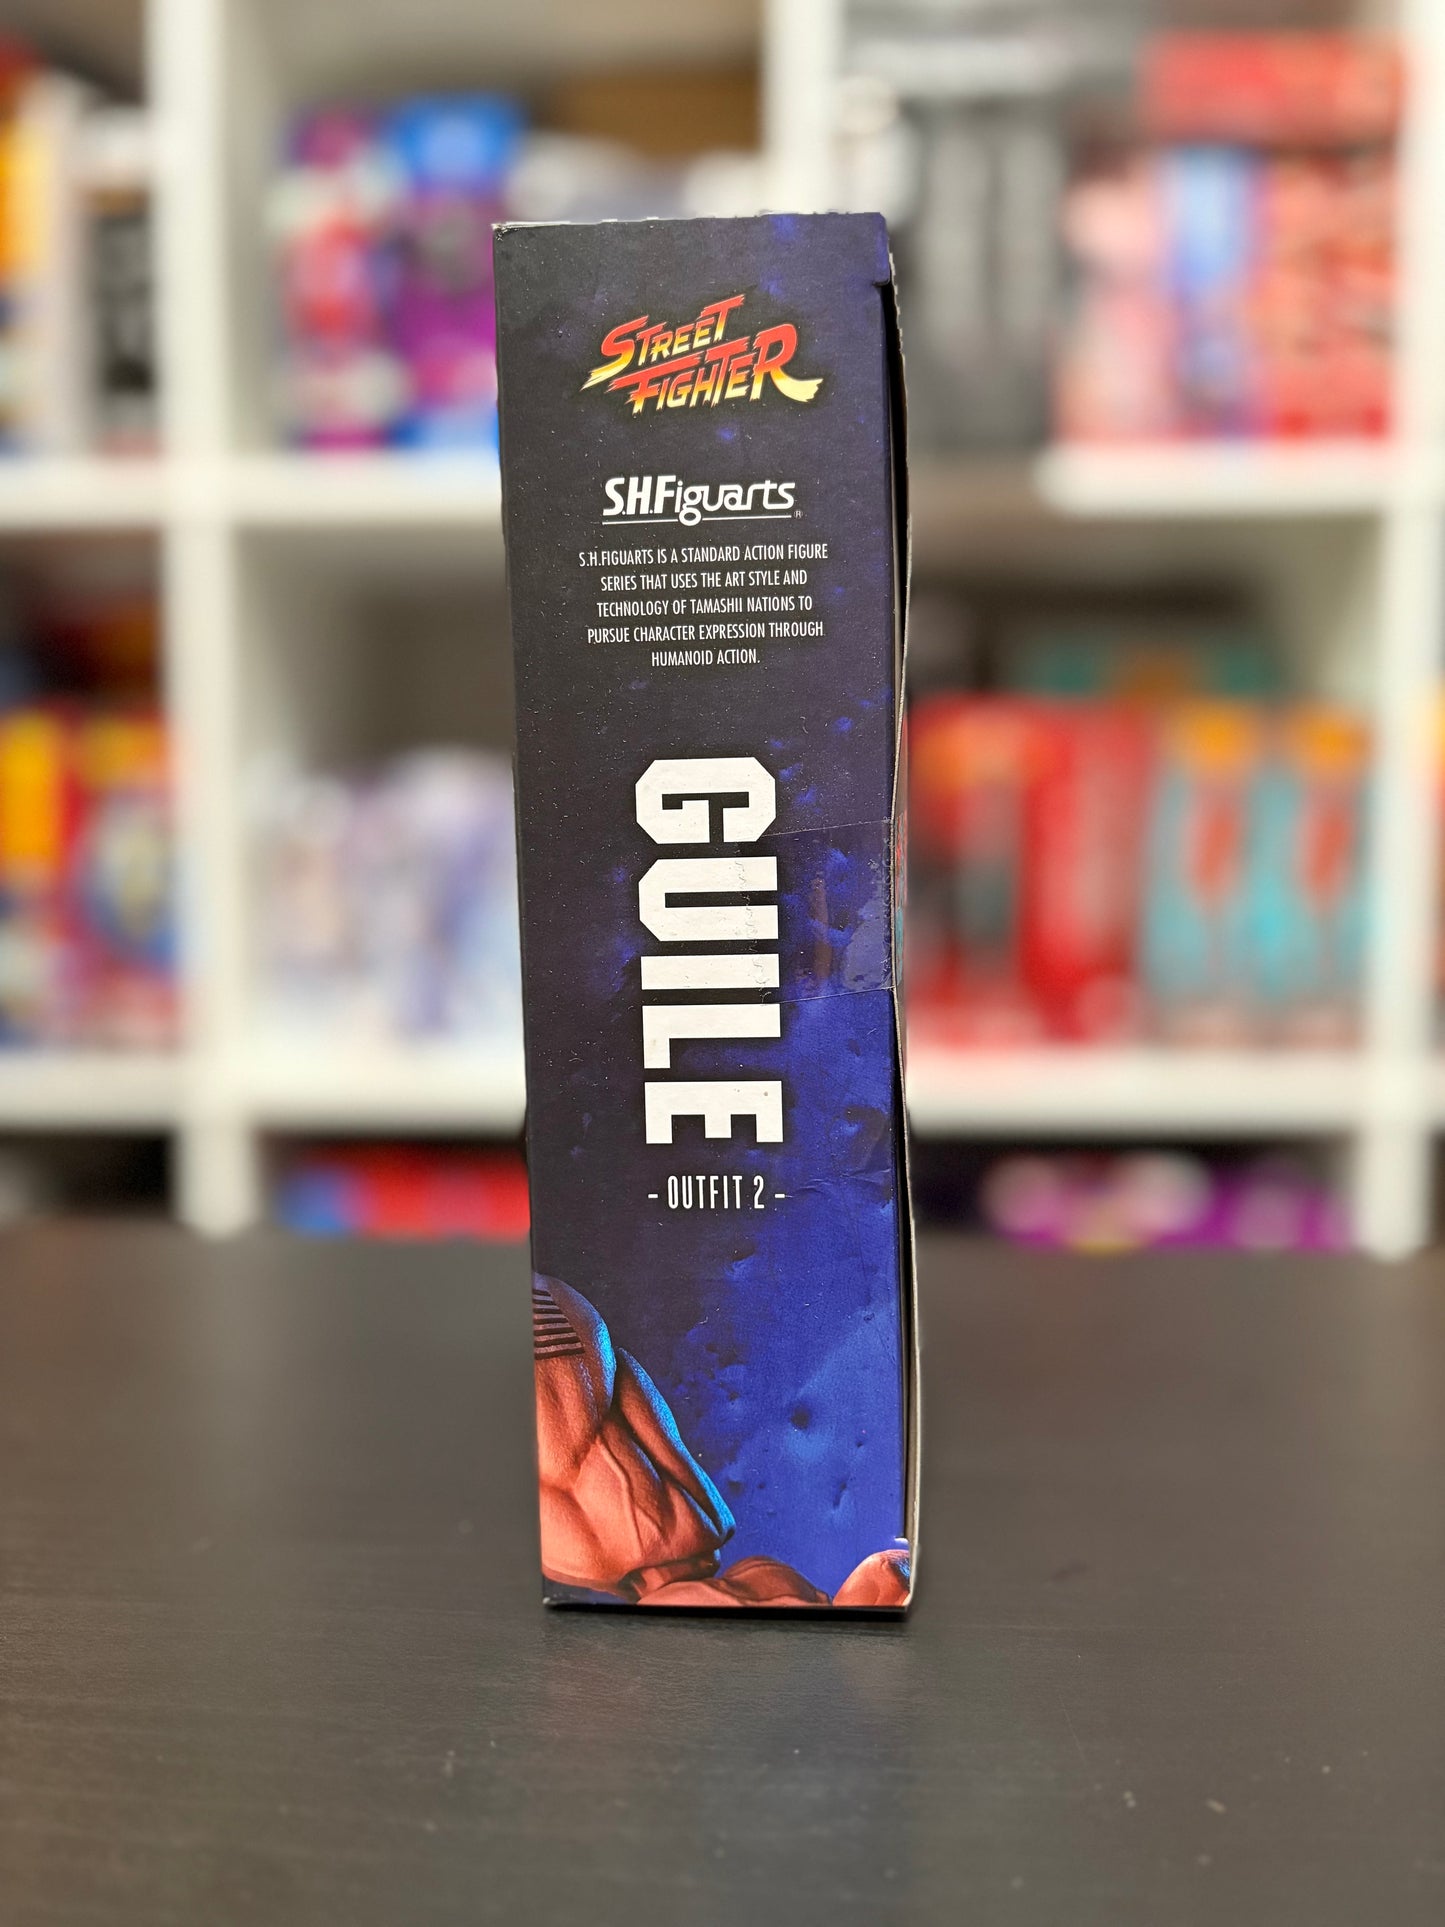 STREET
FIGHTER
S.H.Figuarts®
S.H.FIGUARTS IS A STANDARD ACTION FIGURE
SERIES THAT USES THE ART STYLE AND
TECHNOLOGY OF TAMASHII NATIONS TO
PURSUE CHARACTER EXPRESSION THROUGH
HUMANOID ACTION.
GUILE
- OUTFIT 2 -